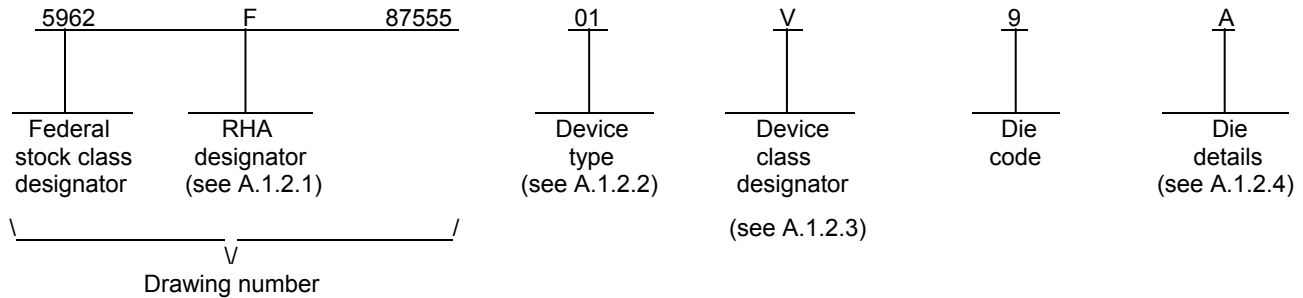 5962 F 87555 01 V 9 A
Federal stock class designator
RHA designator (see A.1.2.1)
Device type (see A.1.2.2)
Device class designator (see A.1.2.3)
Die code
Die details (see A.1.2.4)
Drawing number